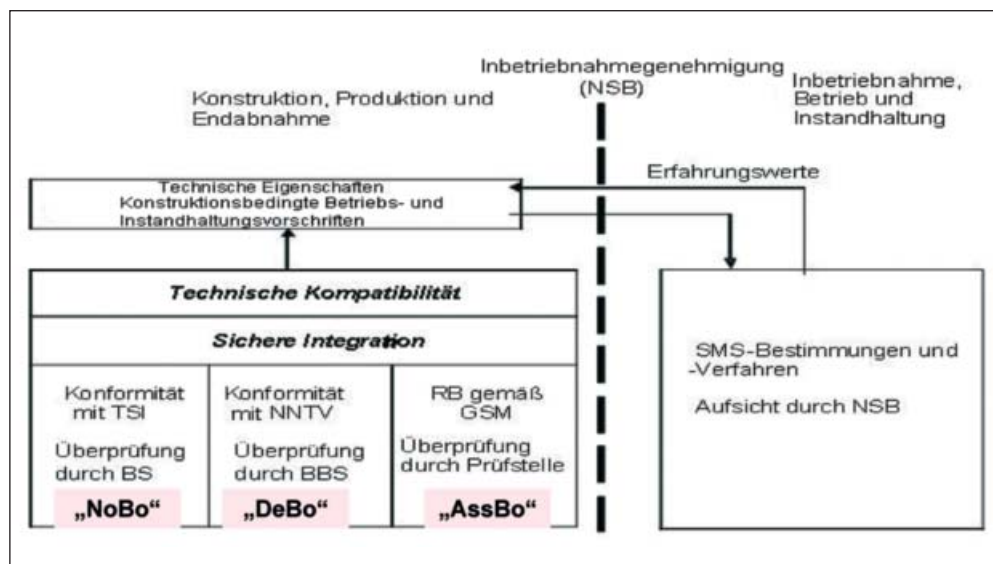 Konstruktion, Produktion und
Endabnahme
Inbetriebnahmegenehmigung
(NSB)
Inbetriebnahme,
Betrieb und
Instandhaltung
Technische Eigenschaften
Konstruktionsbedingte Betriebs- und
Instandhaltungsvorschriften
Erfahrungswerte
Technische Kompatibilität
Sichere Integration
Konformität
mit TSI
Überprüfung
durch BS
„NoBo“
Konformität
mit NNTV
Überprüfung
durch BBS
„DeBo“
RB gemäß
GSM
Überprüfung
durch Prüfstelle
„AssBo“
SMS-Bestimmungen und
-Verfahren
Aufsicht durch NSB